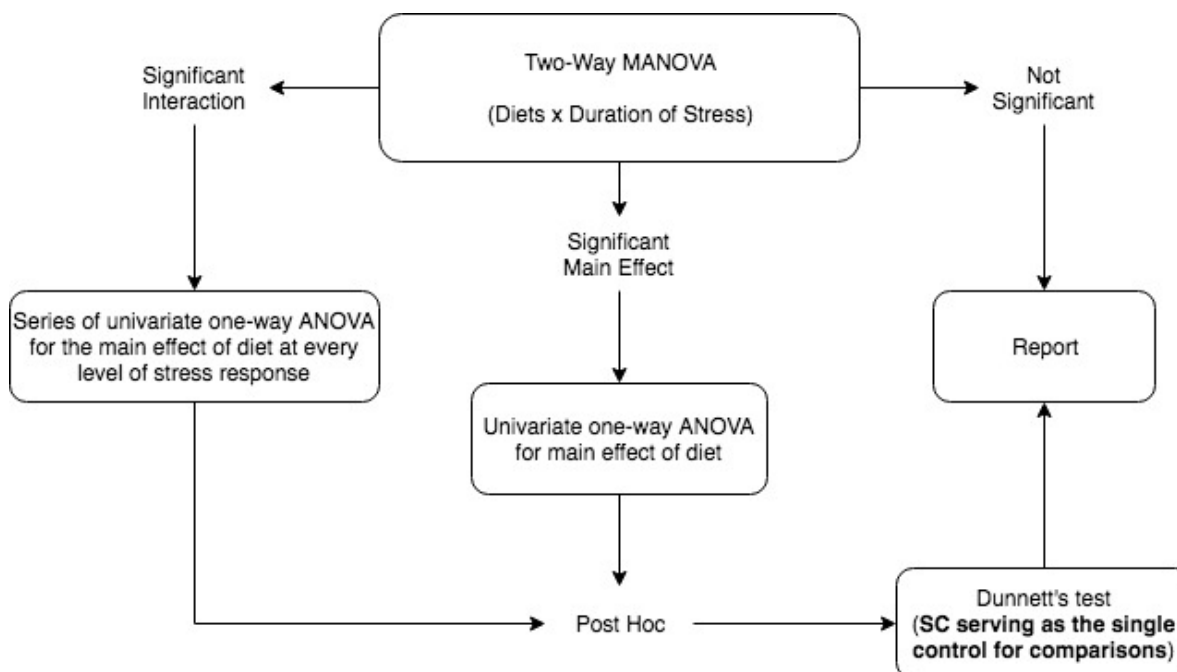 Two-Way MANOVA
(Diets x Duration of Stress)
Significant
Interaction
Not
Significant
Significant
Main Effect
Series of univariate one-way ANOVA
for the main effect of diet at every
level of stress response
Report
Univariate one-way ANOVA
for main effect of diet
Post Hoc
Dunnett's test
(SC serving as the single
control for comparisons)